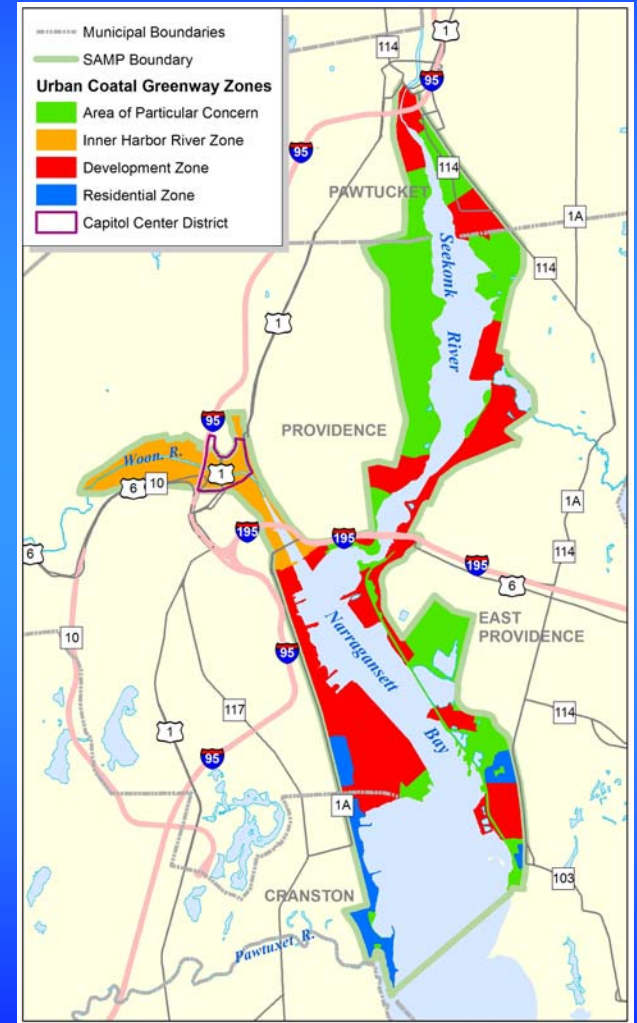 Municipal Boundaries
SAMP Boundary
Urban Coatal Greenway Zones
Area of Particular Concern
Inner Harbor River Zone
Development Zone
Residential Zone
Capitol Center District
1
114
95
95
114
PAWTUCKET
1A
114
Seekonk
River
1
95
PROVIDENCE
Woon. R.
1
6
10
1A
195
195
114
6
195
6
EAST
PROVIDENCE
Narragansett
Bay
10
95
117
114
1
95
1A
CRANSTON
103
Pawtuxet R.